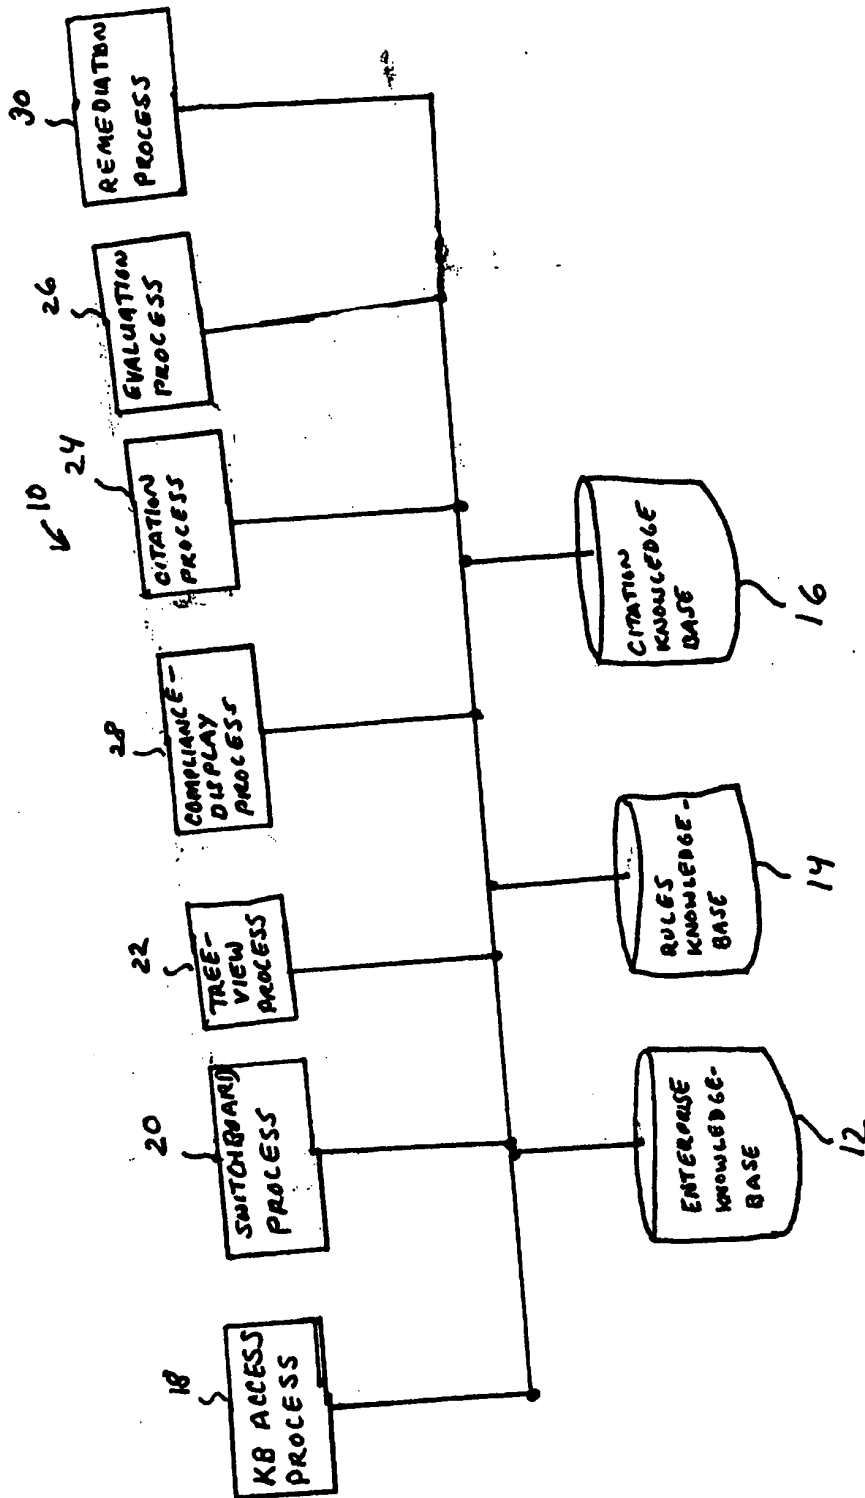 18
KB ACCESS
PROCESS
20
SWITCHBOARD
PROCESS
22
TREE-
VIEW
PROCESS
28
COMPLIANCE-
DISPLAY
PROCESS
10
24
CITATION
PROCESS
26
EVALUATION
PROCESS
30
REMEDIATION
PROCESS
ENTERPRISE
KNOWLEDGE-
BASE
12
RULES
KNOWLEDGE-
BASE
14
CITATION
KNOWLEDGE
BASE
16